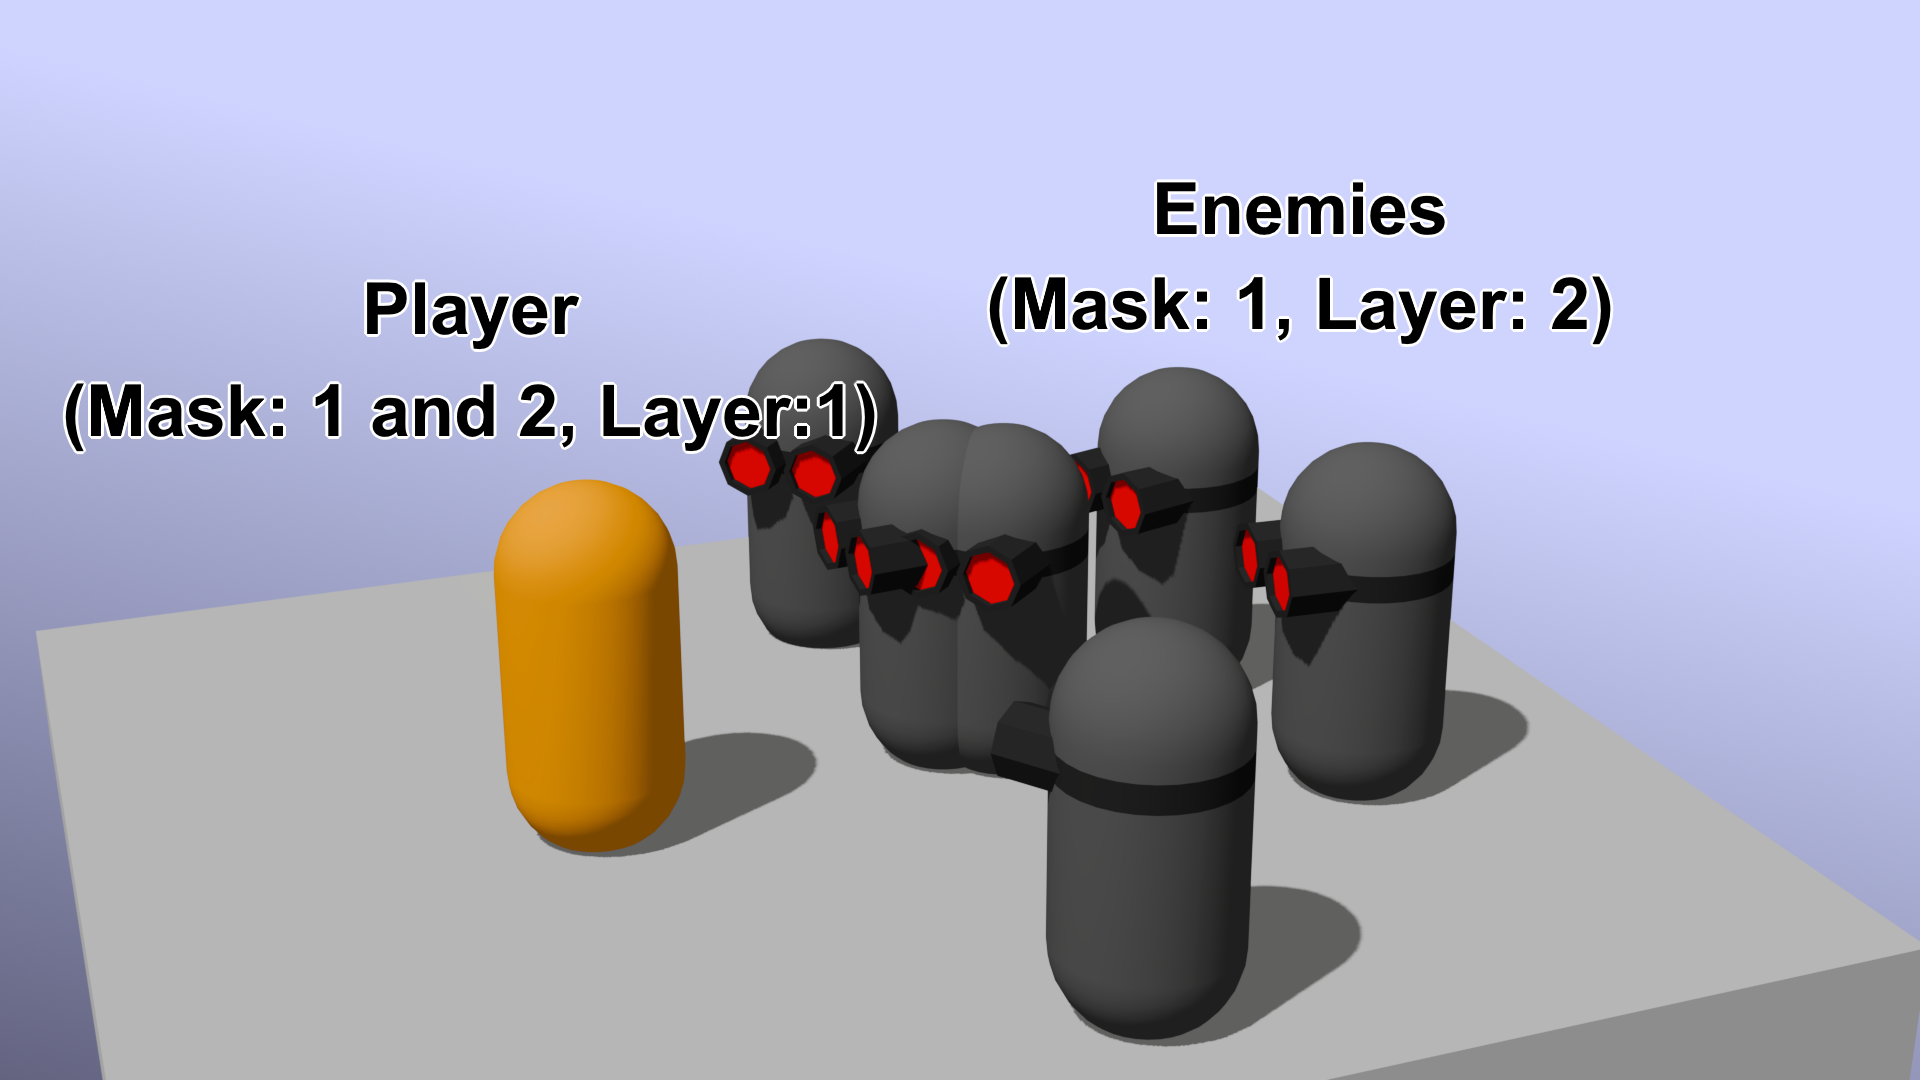 Player
(Mask: 1 and 2, Layer:1)
Enemies
(Mask: 1, Layer: 2)